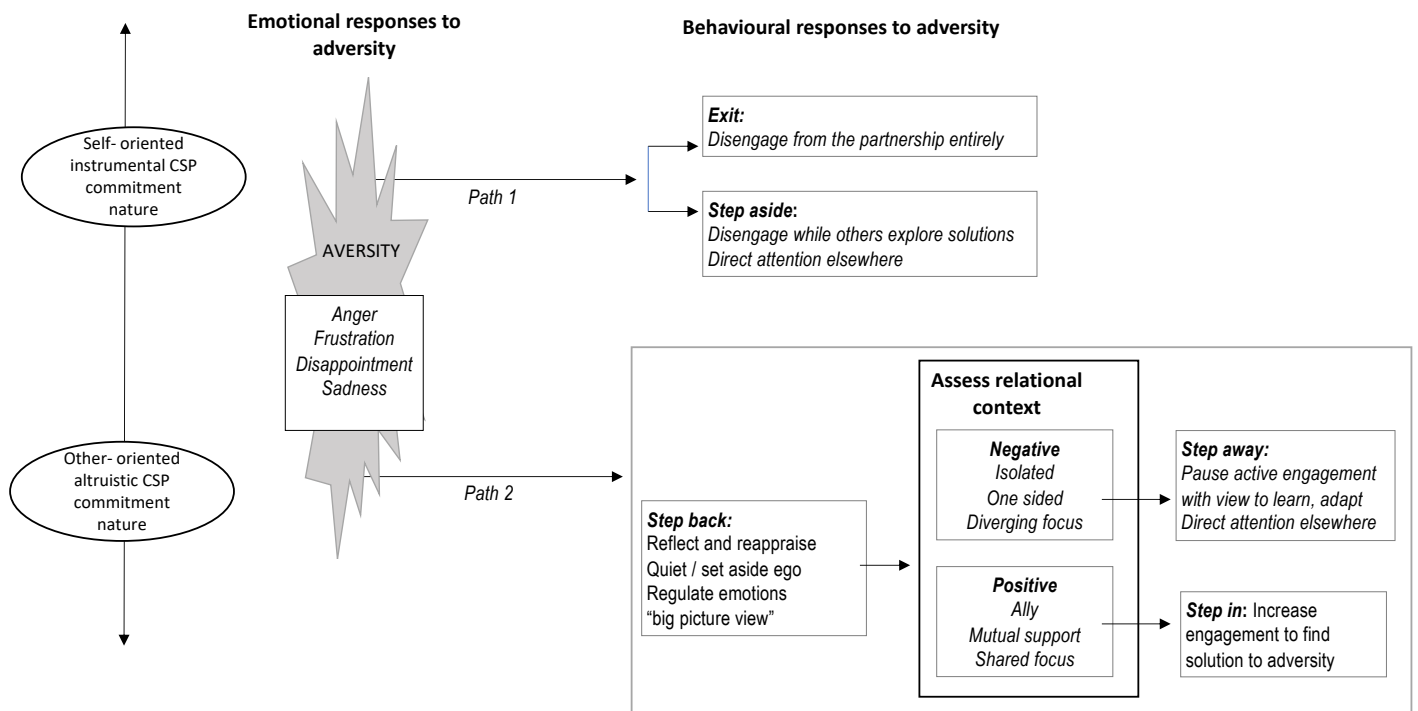 Emotional responses to
adversity
Behavioural responses to adversity
Self- oriented
instrumental CSP
commitment
nature
Other- oriented
altruistic CSP
commitment
nature
AVERSITY
Anger
Frustration
Disappointment
Sadness
Path 1
Exit:
Disengage from the partnership entirely
Step aside:
Disengage while others explore solutions
Direct attention elsewhere
Path 2
Step back:
Reflect and reappraise
Quiet / set aside ego
Regulate emotions
“big picture view”
Assess relational
context
Negative
Isolated
One sided
Diverging focus
Positive
Ally
Mutual support
Shared focus
Step away:
Pause active engagement
with view to learn, adapt
Direct attention elsewhere
Step in: Increase
engagement to find
solution to adversity